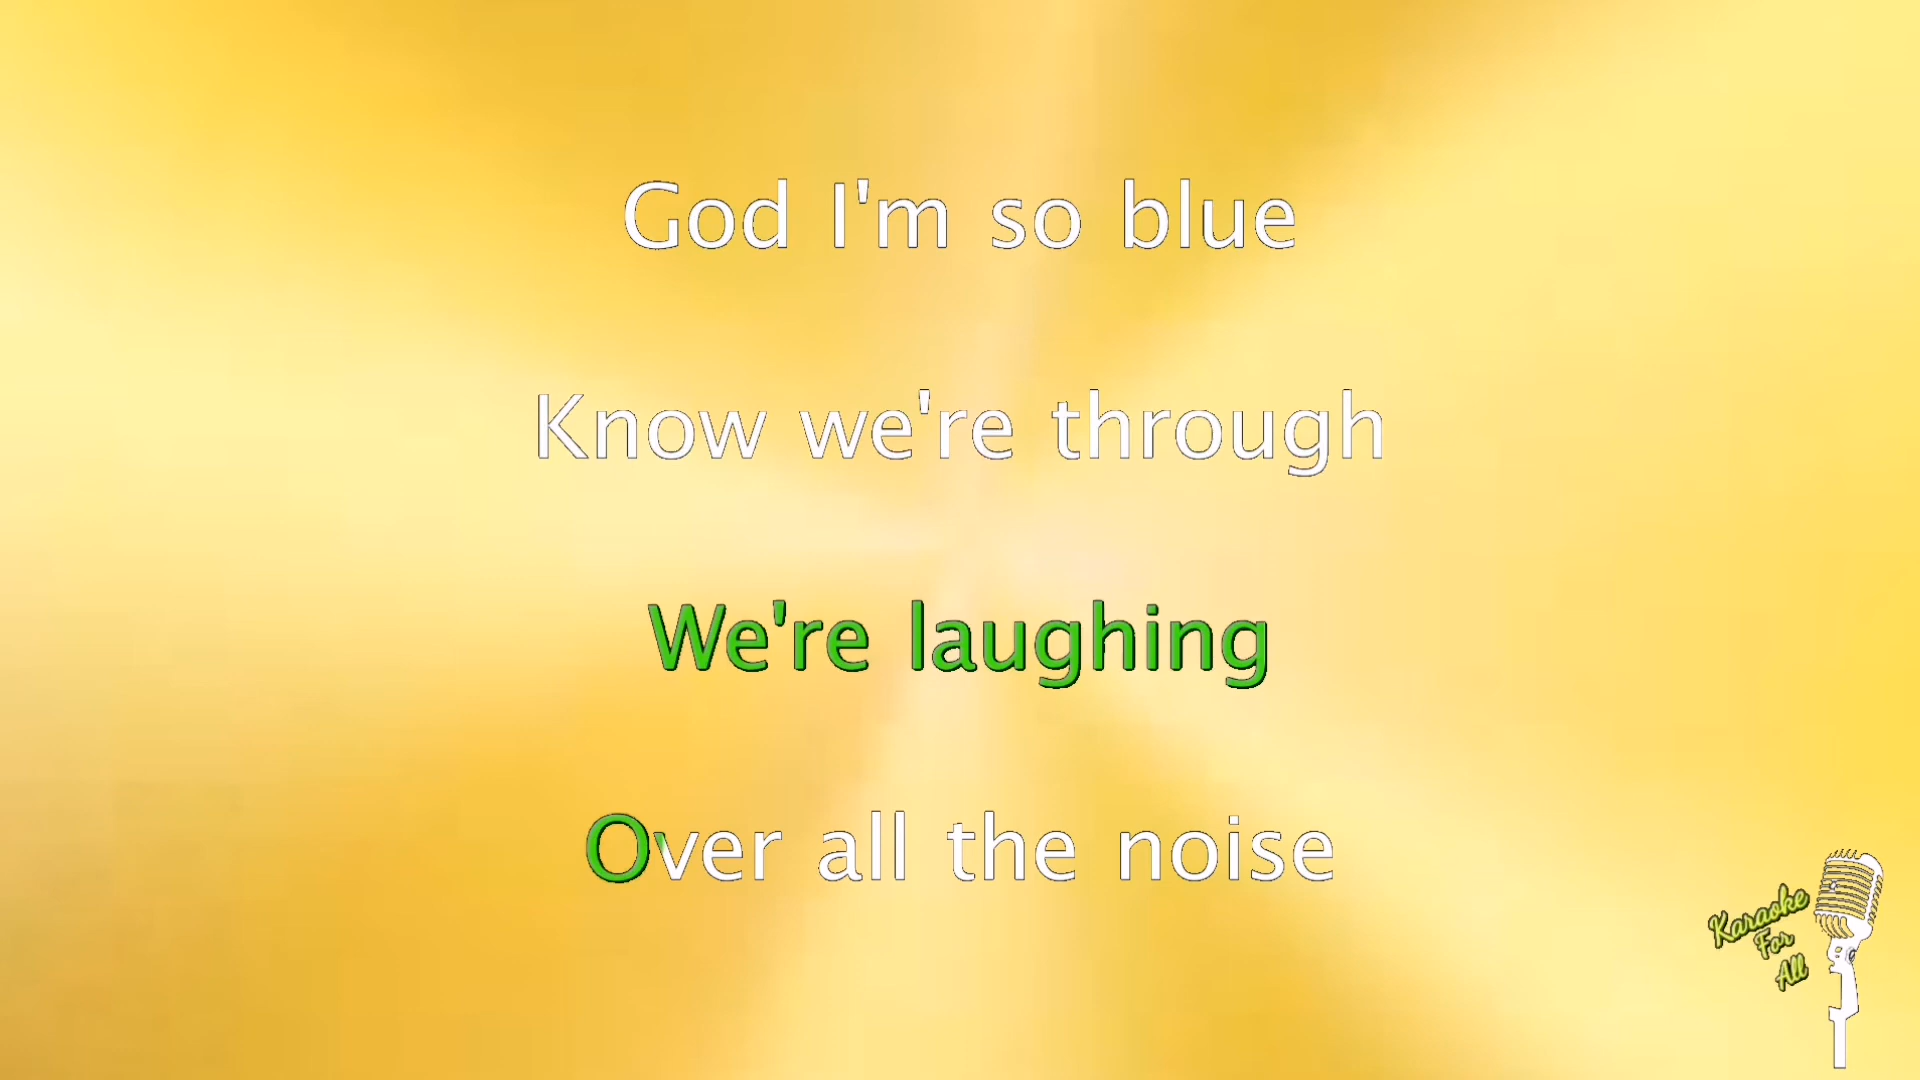 God I'm so blue
Know we're through
We're laughing
Over all the noise
Karaoke
For
All